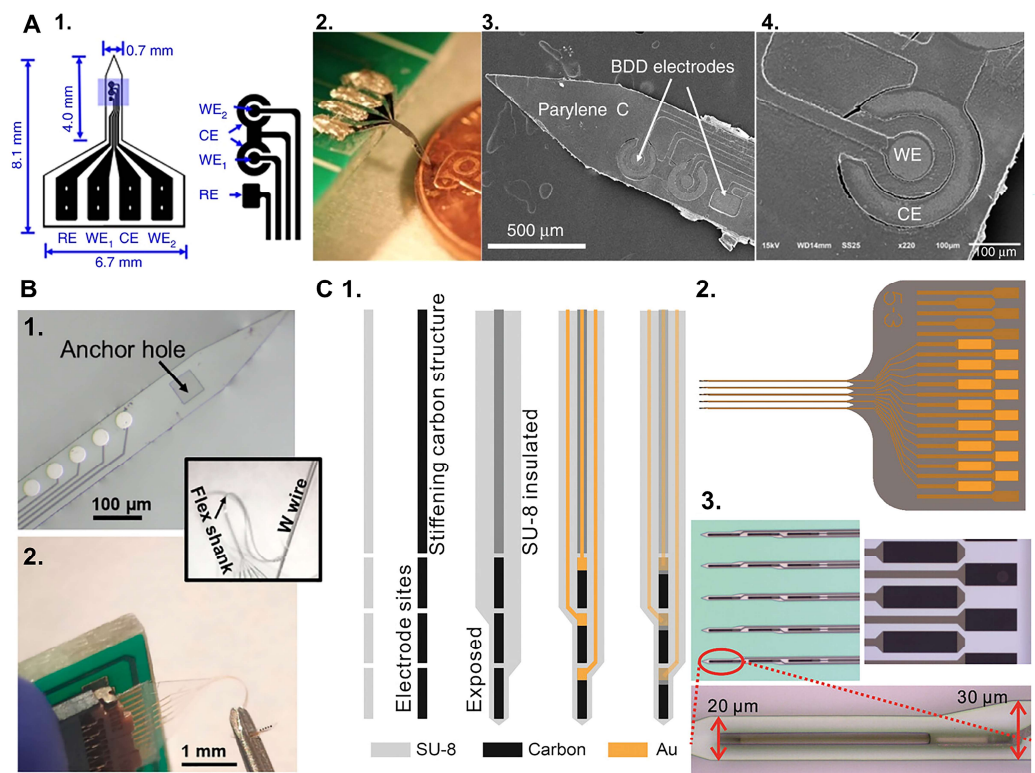 A
1.
0.7 mm
4.0 mm
8.1 mm
RE WE1 CE WE2
6.7 mm
WE2
CE
WE1
RE
2.
3.
BDD electrodes
Parylene C
500 µm
4.
WE
CE
15kV WD14mm SS25 x220 100µm
100 µm
B
1.
Anchor hole
100 µm
Flex shank
W wire
2.
1 mm
C 1.
Stiffening carbon structure
Electrode sites
SU-8 insulated
Exposed
SU-8
Carbon
Au
2.
5-3
3.
20 µm
30 µm